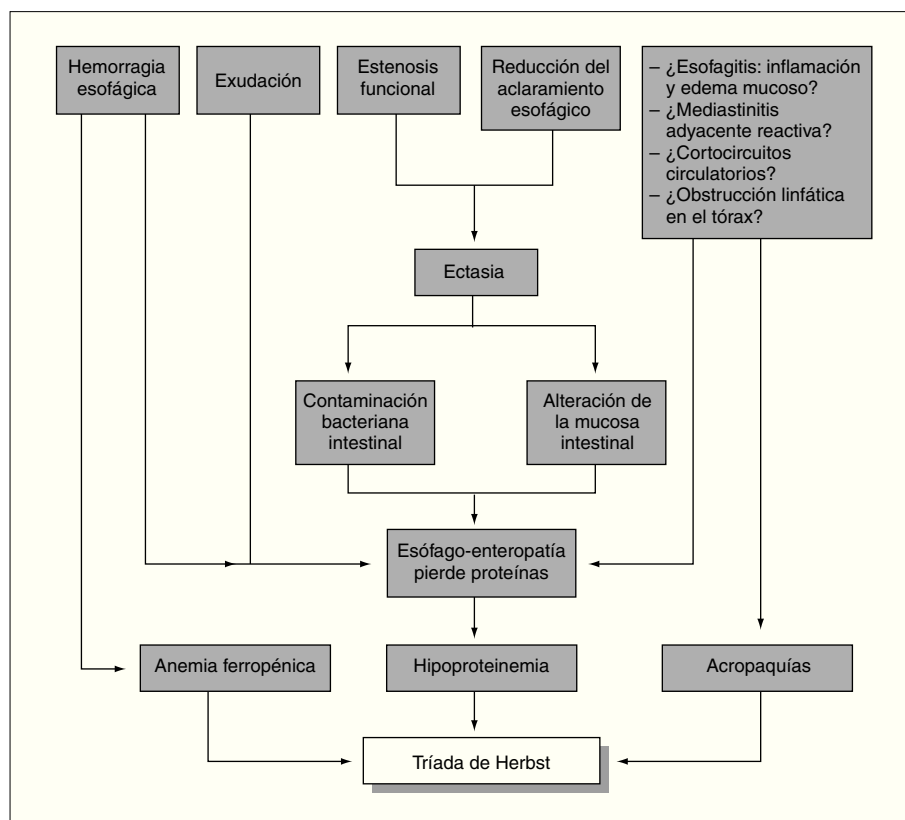 Hemorragia
esofágica
Exudación
Estenosis
funcional
Reducción del
aclaramiento
esofágico
– ¿Esofagitis: inflamación
y edema mucoso?
– ¿Mediastinitis
adyacente reactiva?
– ¿Cortocircuitos
circulatorios?
– ¿Obstrucción linfática
en el tórax?
Ectasia
Contaminación
bacteriana
intestinal
Alteración de
la mucosa
intestinal
Esófago-enteropatía
pierde proteínas
Anemia ferropénica
Hipoproteinemia
Acropaquías
Tríada de Herbst